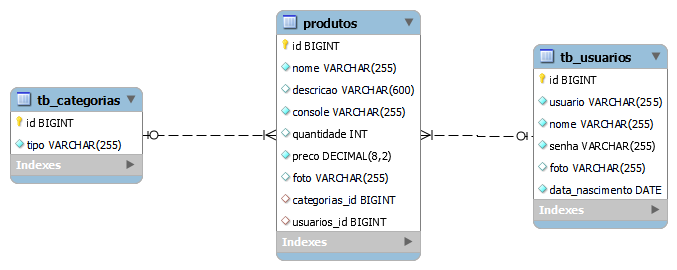 tb_categorias
id BIGINT
tipo VARCHAR(255)
Indexes
produtos
id BIGINT
nome VARCHAR(255)
descricao VARCHAR(600)
console VARCHAR(255)
quantidade INT
preco DECIMAL(8,2)
foto VARCHAR(255)
categorias_id BIGINT
usuarios_id BIGINT
Indexes
tb_usuarios
id BIGINT
usuario VARCHAR(255)
nome VARCHAR(255)
senha VARCHAR(255)
foto VARCHAR(255)
data_nascimento DATE
Indexes